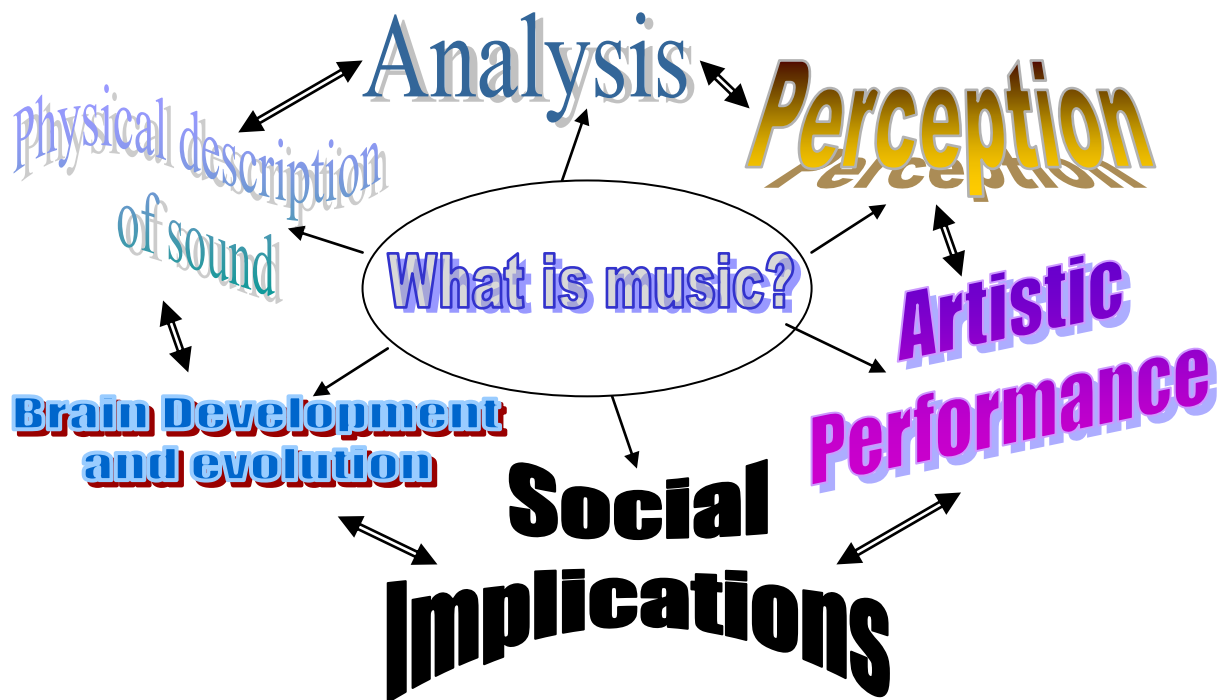 Analysis
Perception
Physical description
of sound
What is music?
Artistic
Performance
Brain Development
and evolution
Social
Implications